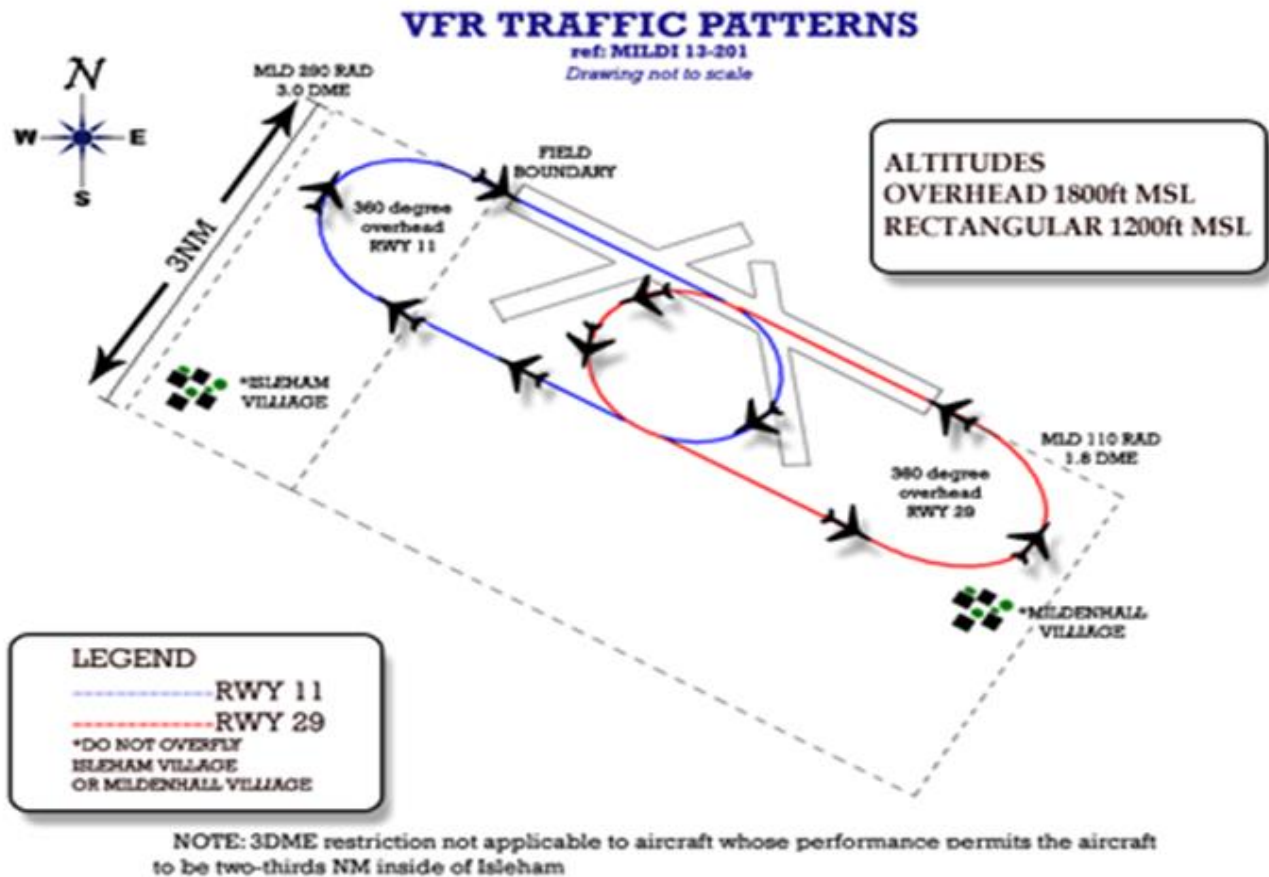 VFR TRAFFIC PATTERNS
ref: MILDI 13-201
Drawing not to scale
N
W
E
S
MLD 290 RAD
3.0 DME
3NM
FIELD
BOUNDARY
360 degree
overhead
RWY 11
ALTITUDES
OVERHEAD 1800ft MSL
RECTANGULAR 1200ft MSL
*ISLEHAM
VILLIAGE
MLD 110 RAD
1.8 DME
360 degree
overhead
RWY 29
*MILDENHALL
VILLIAGE
LEGEND
RWY 11
RWY 29
*DO NOT OVERFLY
ISLEHAM VILLIAGE
OR MILDENHALL VILLIAGE
NOTE: 3DME restriction not applicable to aircraft whose performance permits the aircraft
to be two-thirds NM inside of Isleham